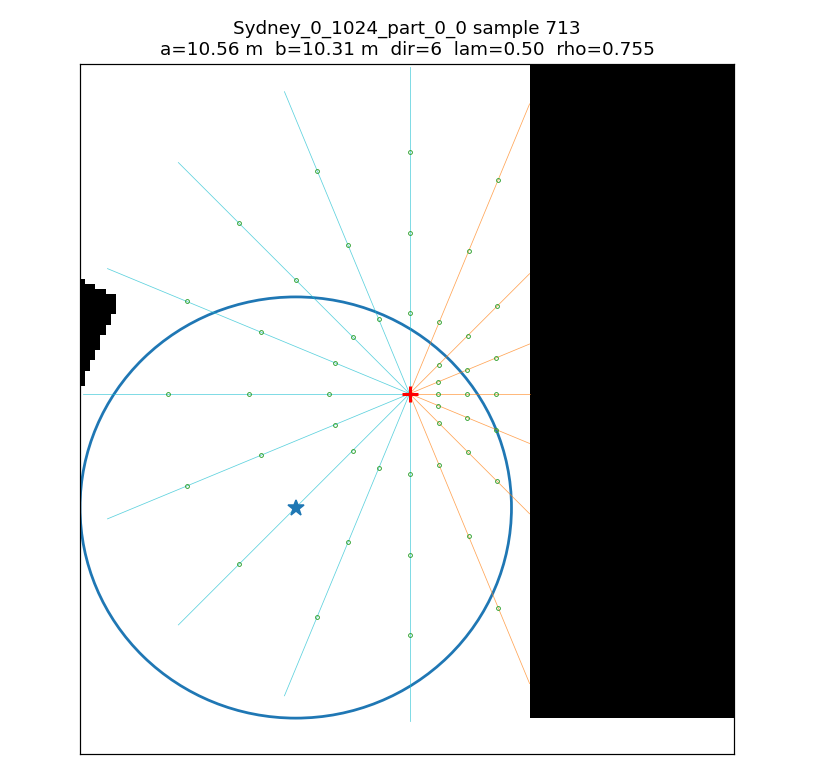 Sydney_0_1024_part_0_0 sample 713
a=10.56 m  b=10.31 m  dir=6  lam=0.50  rho=0.755